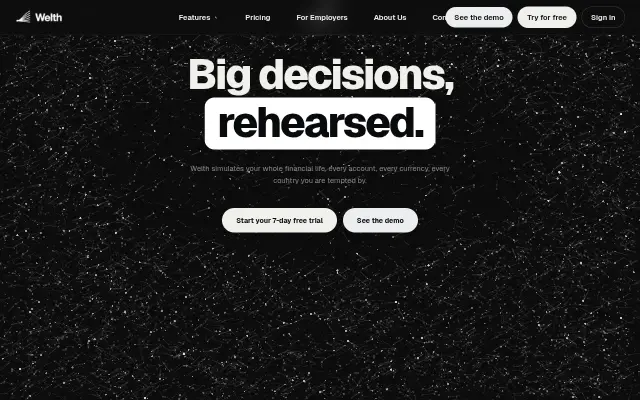 Welth
Features
Pricing
For Employers
About Us
See the demo
Try for free
Sign in
Big decisions,
rehearsed.
Welth simulates your whole financial life, every account, every currency, every
country you are tempted by.
Start your 7-day free trial
See the demo